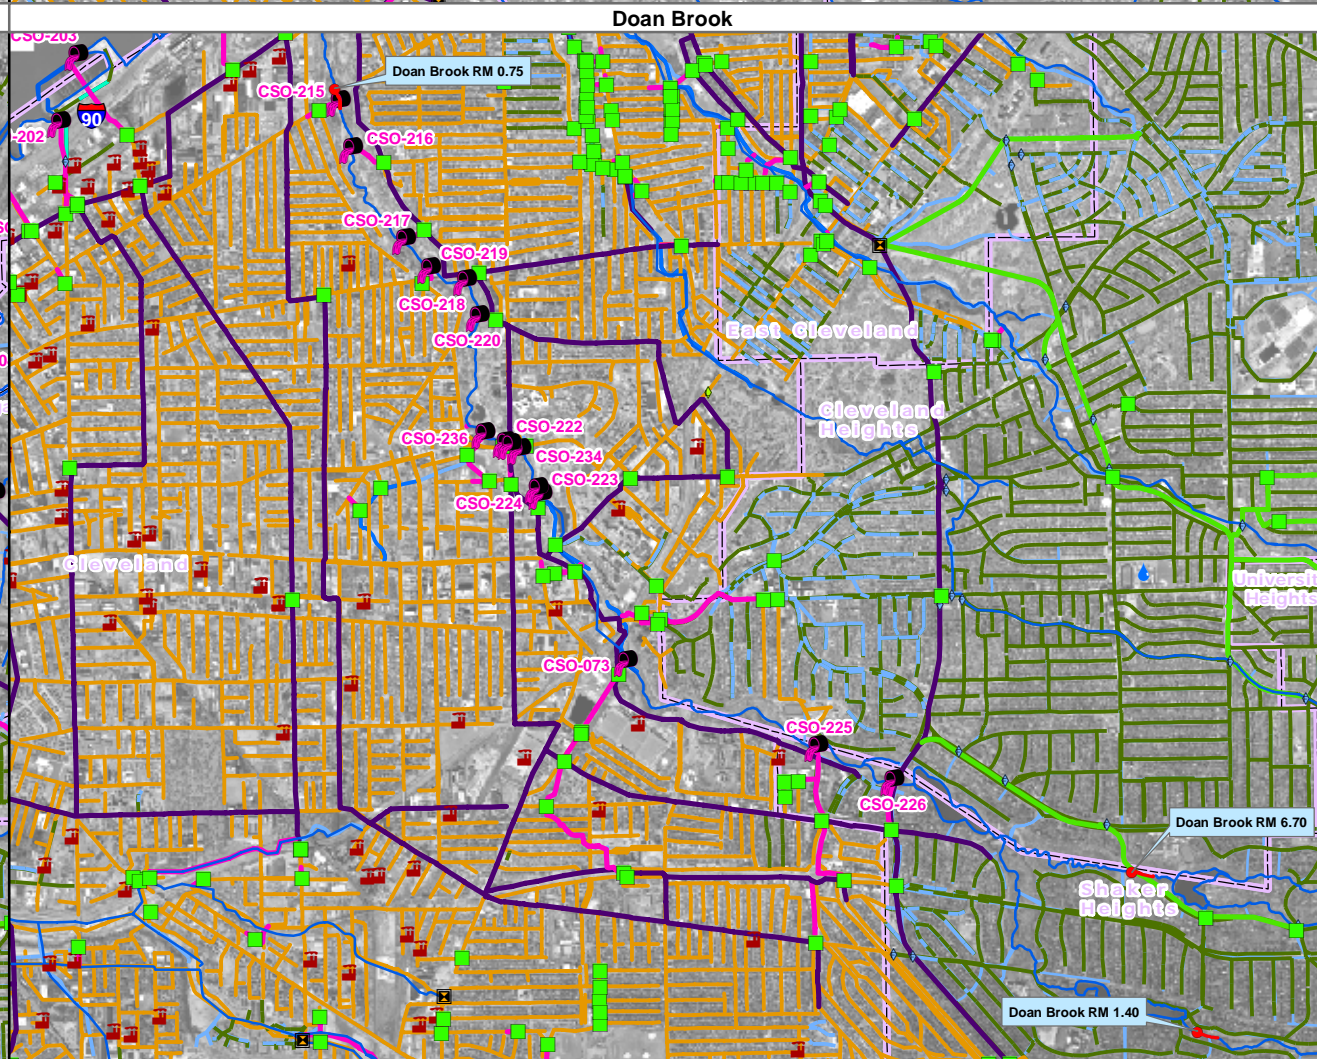 Doan Brook
CSO-203
Doan Brook RM 0.75
CSO-215
90
-202
CSO-216
CSO-217
CSO-219
CSO-218
East Cleveland
CSO-220
Cleveland
Heights
CSO-222
CSO-236
CSO-234
CSO-223
CSO-224
Cleveland
Universit
Heights
CSO-073
CSO-225
CSO-226
Doan Brook RM 6.70
Shaker
Heights
Doan Brook RM 1.40